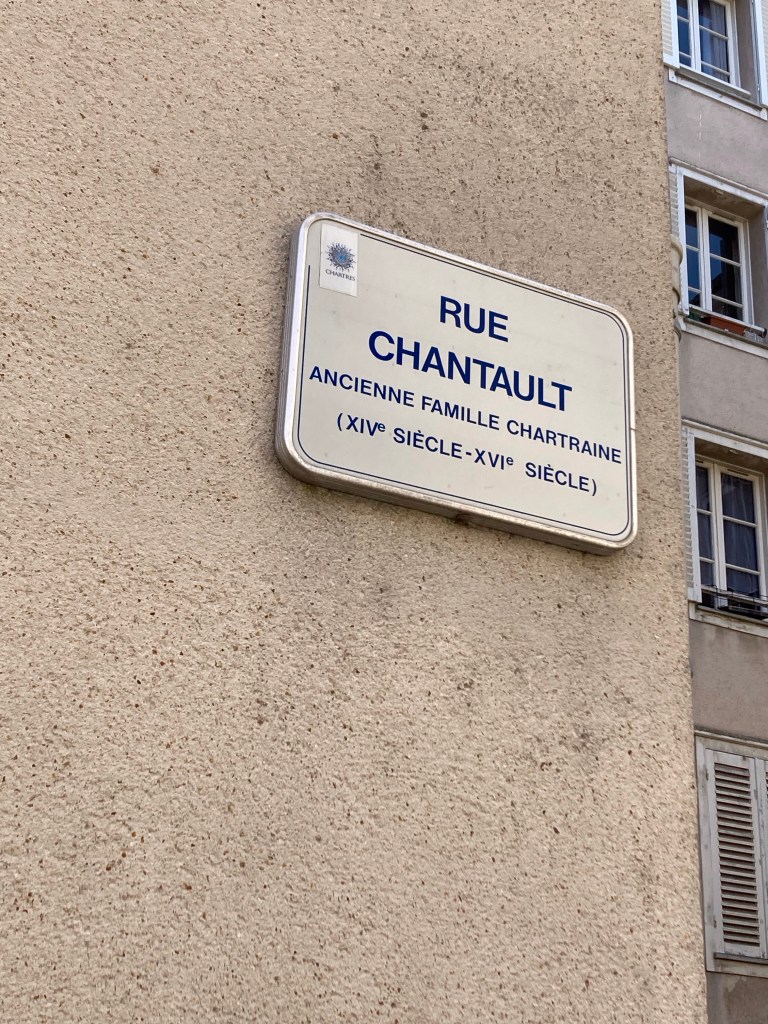 CHARTRES
RUE
CHANTAULT
ANCIENNE FAMILLE CHARTRAINE
(XIVe SIÈCLE-XVIe SIÈCLE)